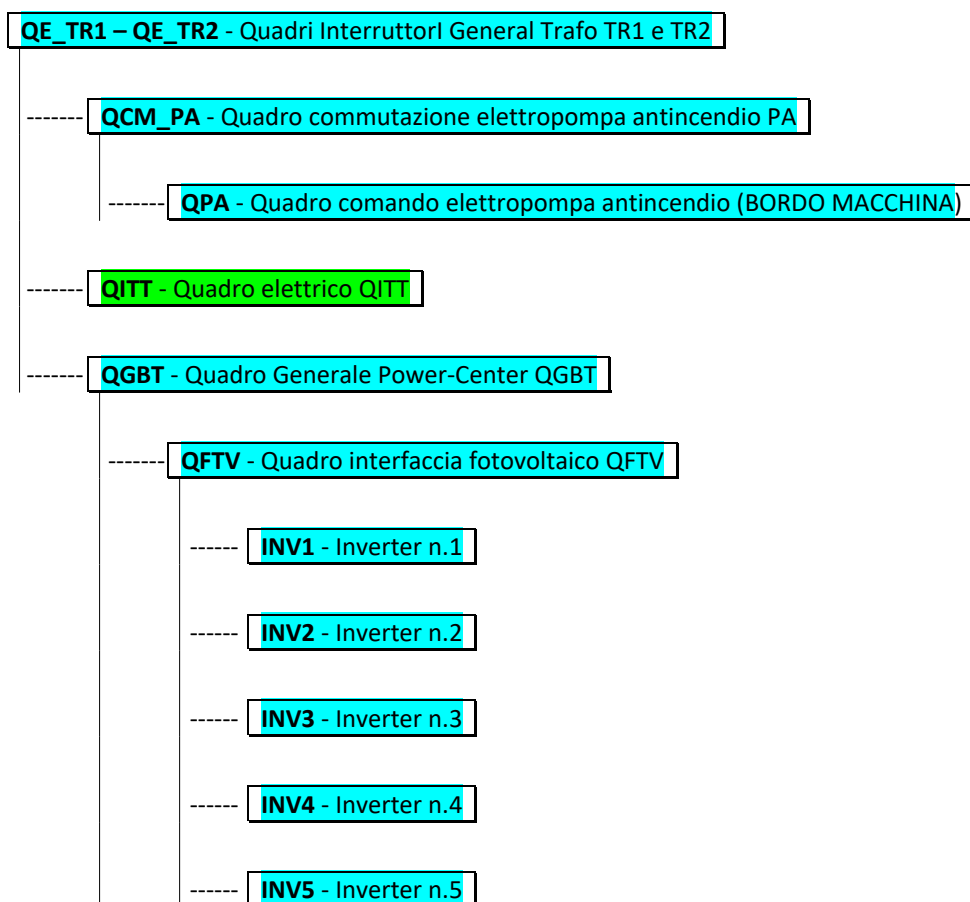 QE_TR1 – QE_TR2 - Quadri InterruttorI General Trafo TR1 e TR2
------- QCM_PA - Quadro commutazione elettropompa antincendio PA
------- QPA - Quadro comando elettropompa antincendio (BORDO MACCHINA)
------- QITT - Quadro elettrico QITT
------- QGBT - Quadro Generale Power-Center QGBT
------- QFTV - Quadro interfaccia fotovoltaico QFTV
------ INV1 - Inverter n.1
------ INV2 - Inverter n.2
------ INV3 - Inverter n.3
------ INV4 - Inverter n.4
------ INV5 - Inverter n.5